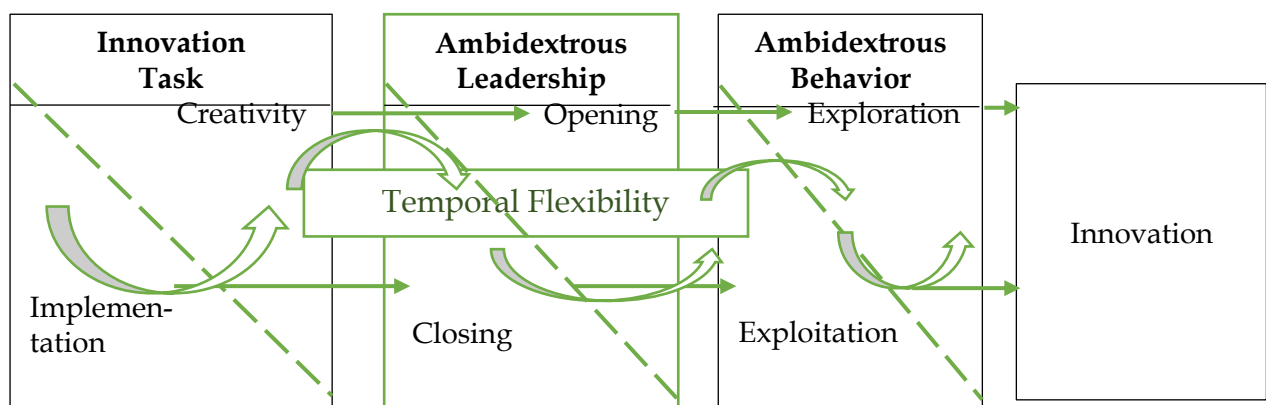 Innovation
Task
Ambidextrous
Leadership
Ambidextrous
Behavior
Creativity
Opening
Exploration
Temporal Flexibility
Innovation
Implemen-
tation
Closing
Exploitation